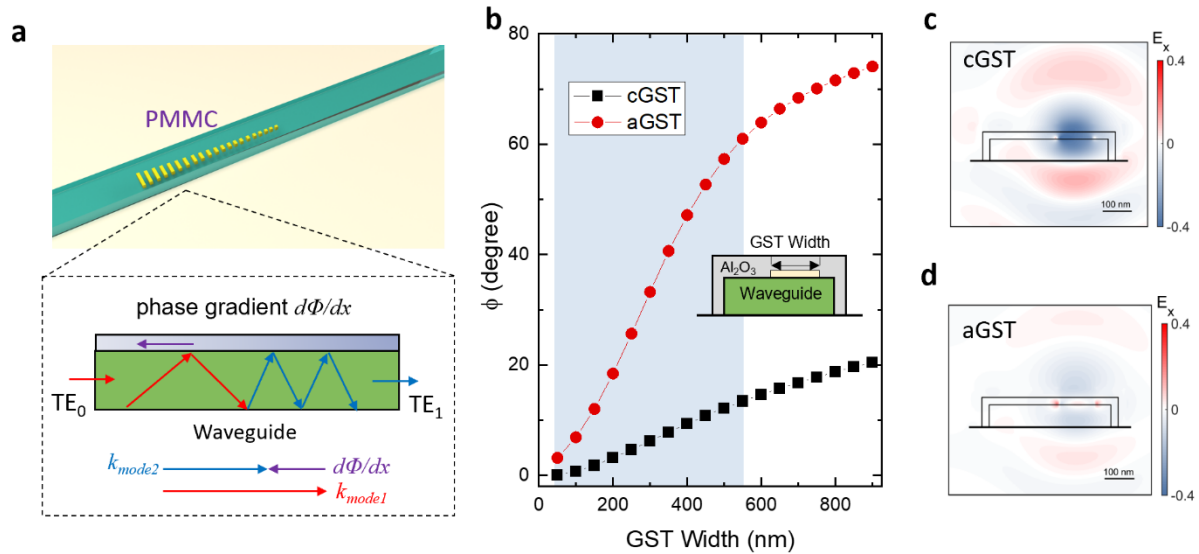 a
PMMC
phase gradient dΦ/dx
TE0
TE1
Waveguide
kmode2
dΦ/dx
kmode1
b
80
60
40
20
0
ϕ (degree)
cGST
aGST
GST Width
Al2O3
Waveguide
0 200 400 600 800
GST Width (nm)
c
cGST
Ex
0.4
0
-0.4
100 nm
d
aGST
Ex
0.4
0
-0.4
100 nm